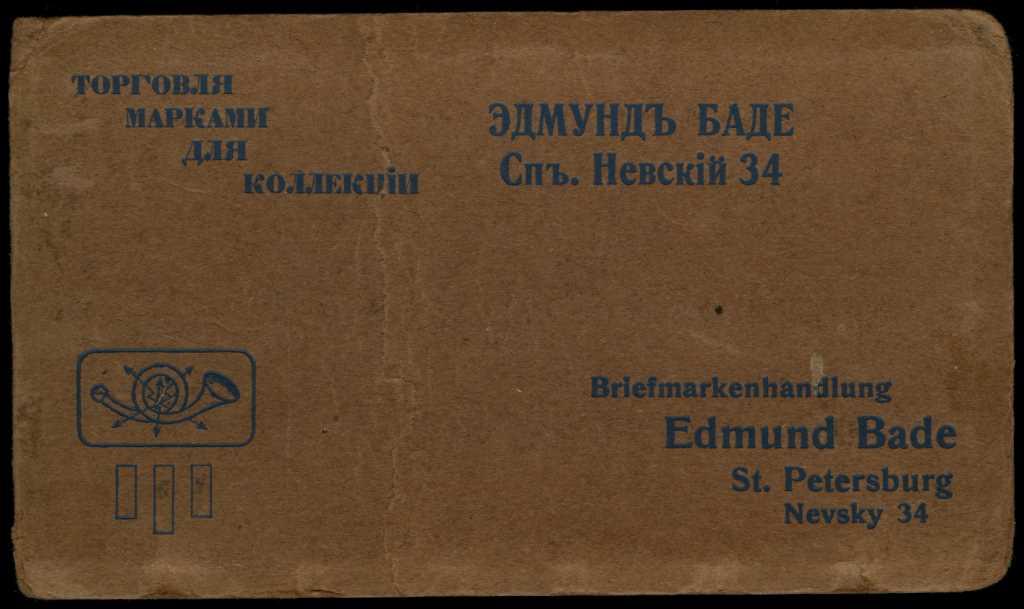 ТОРГОВЛЯ
МАРКАМИ
ДЛЯ
КОЛЛЕКЦІИ
ЭДМУНДЪ БАДЕ
Спъ. Невскій 34
Briefmarkenhandlung
Edmund Bade
St. Petersburg
Nevsky 34